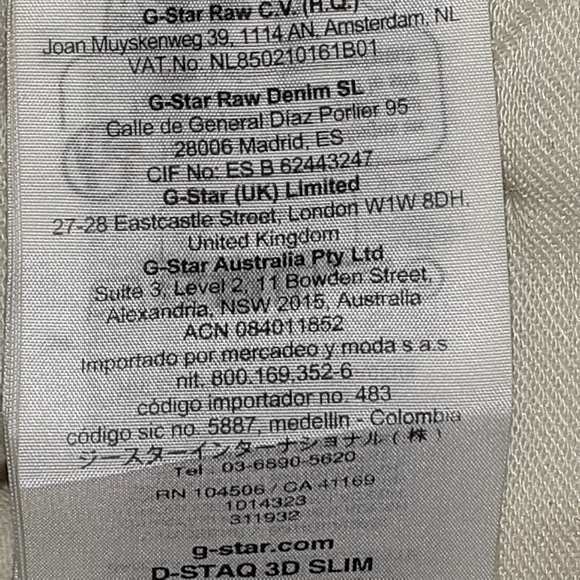 G-Star Raw C.V. (H.Q.)
Joan Muyskenweg 39, 1114 AN. Amsterdam, NL
VAT No: NL850210161B01
G-Star Raw Denim SL
Calle de General Díaz Porlier 95
28006 Madrid, ES
CIF No: ES B 62443247
G-Star (UK) Limited
27-28 Eastcastle Street, London W1W 8DH,
United Kingdom
G-Star Australia Pty Ltd
Suite 3, Level 2, 11 Bowden Street,
Alexandria, NSW 2015, Australia
ACN 084011852
Importado por mercadeo y moda s.a.s
nit. 800.169.352-6
código importador no. 483
código sic no. 5887, medellin - Colombia
ジースターインターナショナル(株)
Tel : 03-6890-5620
RN 104506 / CA 41169
1014323
311932
g-star.com
D-STAQ 3D SLIM